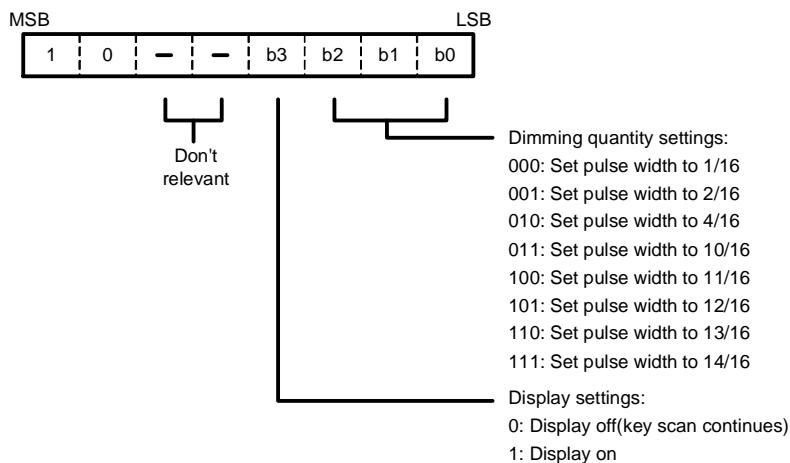 MSB LSB
1 0 – – b3 b2 b1 b0
Don't
relevant
Dimming quantity settings:
000: Set pulse width to 1/16
001: Set pulse width to 2/16
010: Set pulse width to 4/16
011: Set pulse width to 10/16
100: Set pulse width to 11/16
101: Set pulse width to 12/16
110: Set pulse width to 13/16
111: Set pulse width to 14/16
Display settings:
0: Display off(key scan continues)
1: Display on